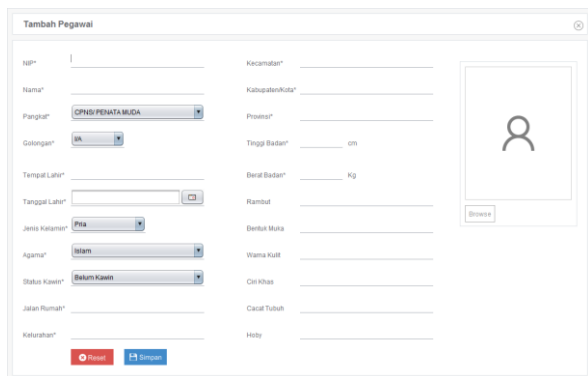 Tambah Pegawai
NIP*
Nama*
Pangkat* CPNS/ PENATA MUDA
Golongan* I/A
Tempat Lahir*
Tanggal Lahir*
Jenis Kelamin* Pria
Agama* Islam
Status Kawin* Belum Kawin
Jalan Rumah*
Kelurahan*
Reset Simpan
Kecamatan*
Kabupaten/Kota*
Provinsi*
Tinggi Badan* cm
Berat Badan* Kg
Rambut
Bentuk Muka
Warna Kulit
Ciri Khas
Cacat Tubuh
Hoby
Browse